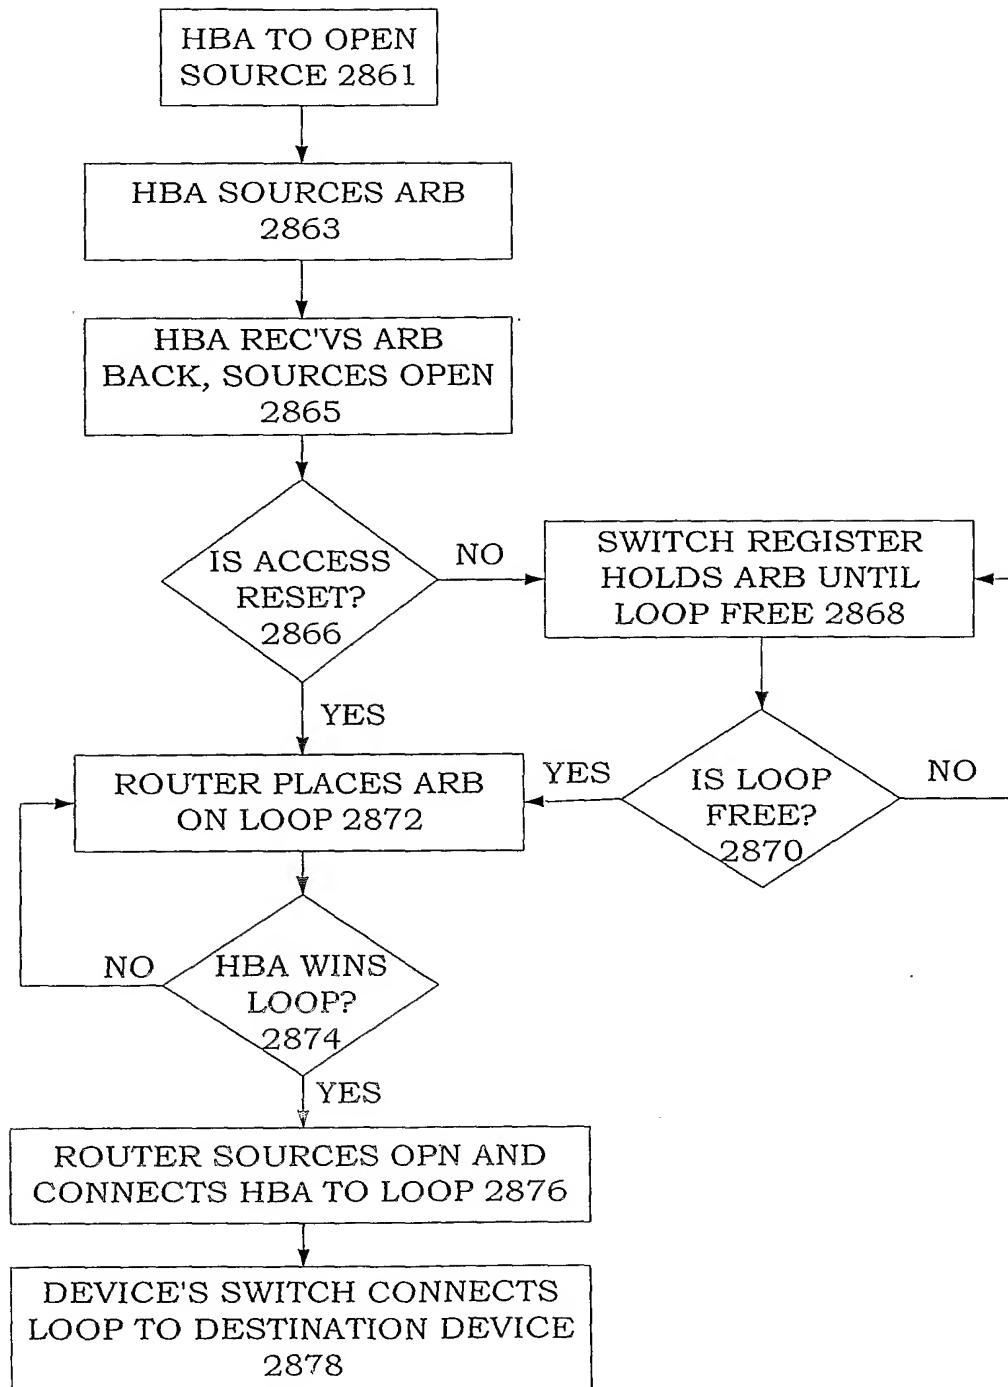 HBA TO OPEN
SOURCE 2861
HBA SOURCES ARB
2863
HBA REC'VS ARB
BACK, SOURCES OPEN
2865
IS ACCESS
RESET?
2866
NO
SWITCH REGISTER
HOLDS ARB UNTIL
LOOP FREE 2868
YES
ROUTER PLACES ARB
ON LOOP 2872
YES
IS LOOP
FREE?
2870
NO
NO
HBA WINS
LOOP?
2874
YES
ROUTER SOURCES OPN AND
CONNECTS HBA TO LOOP 2876
DEVICE'S SWITCH CONNECTS
LOOP TO DESTINATION DEVICE
2878